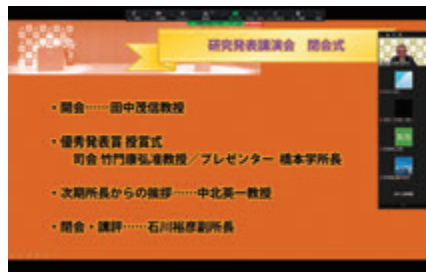 研究発表講演会 閉会式
・開会……田中茂信教授
・優秀発表賞 授賞式
司会 竹門康弘准教授／プレゼンター 橋本学所長
・次期所長からの挨拶……中北英一教授
・閉会・講評……石川裕彦副所長